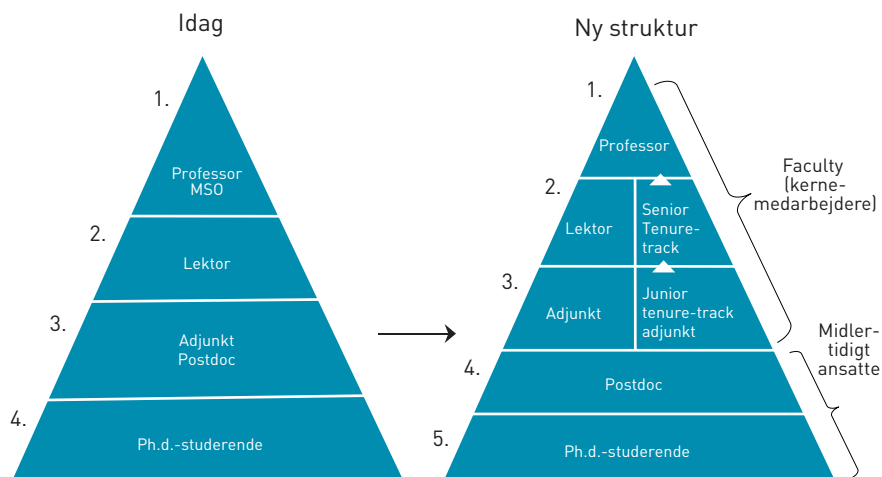 Idag
1.
Professor
MSO
2.
Lektor
3.
Adjunkt
Postdoc
4.
Ph.d.-studerende
Ny struktur
1.
Professor
2.
Lektor
Senior
Tenure-
track
3.
Adjunkt
Junior
tenure-track
adjunkt
4.
Postdoc
5.
Ph.d.-studerende
Faculty
(kerne-
medarbejdere)
Midler-
tidigt
ansatte